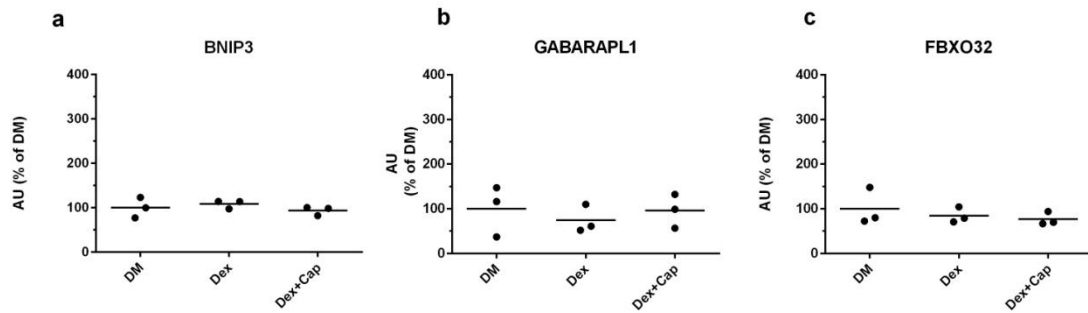 a
BNIP3
AU (% of DM)
400
300
200
100
0
DM
Dex
Dex+Cap
b
GABARAPL1
AU
(% of DM)
400
300
200
100
0
DM
Dex
Dex+Cap
c
FBXO32
AU (% of DM)
400
300
200
100
0
DM
Dex
Dex+Cap